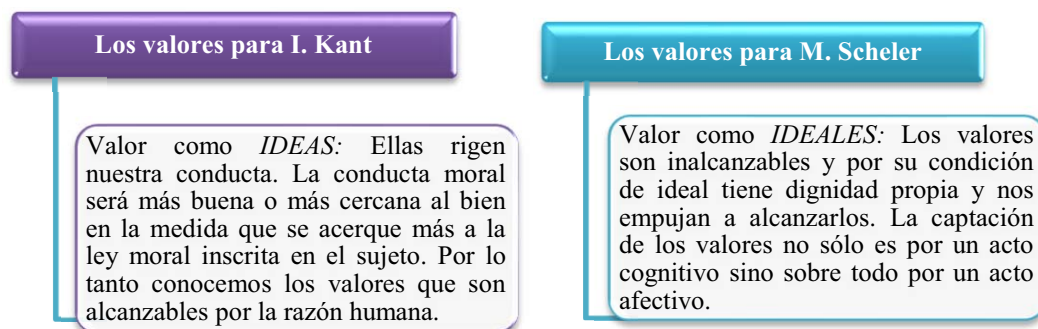 Los valores para I. Kant
Valor como IDEAS: Ellas rigen
nuestra conducta. La conducta moral
será más buena o más cercana al bien
en la medida que se acerque más a la
ley moral inscrita en el sujeto. Por lo
tanto conocemos los valores que son
alcanzables por la razón humana.
Los valores para M. Scheler
Valor como IDEALES: Los valores
son inalcanzables y por su condición
de ideal tiene dignidad propia y nos
empujan a alcanzarlos. La captación
de los valores no sólo es por un acto
cognitivo sino sobre todo por un acto
afectivo.